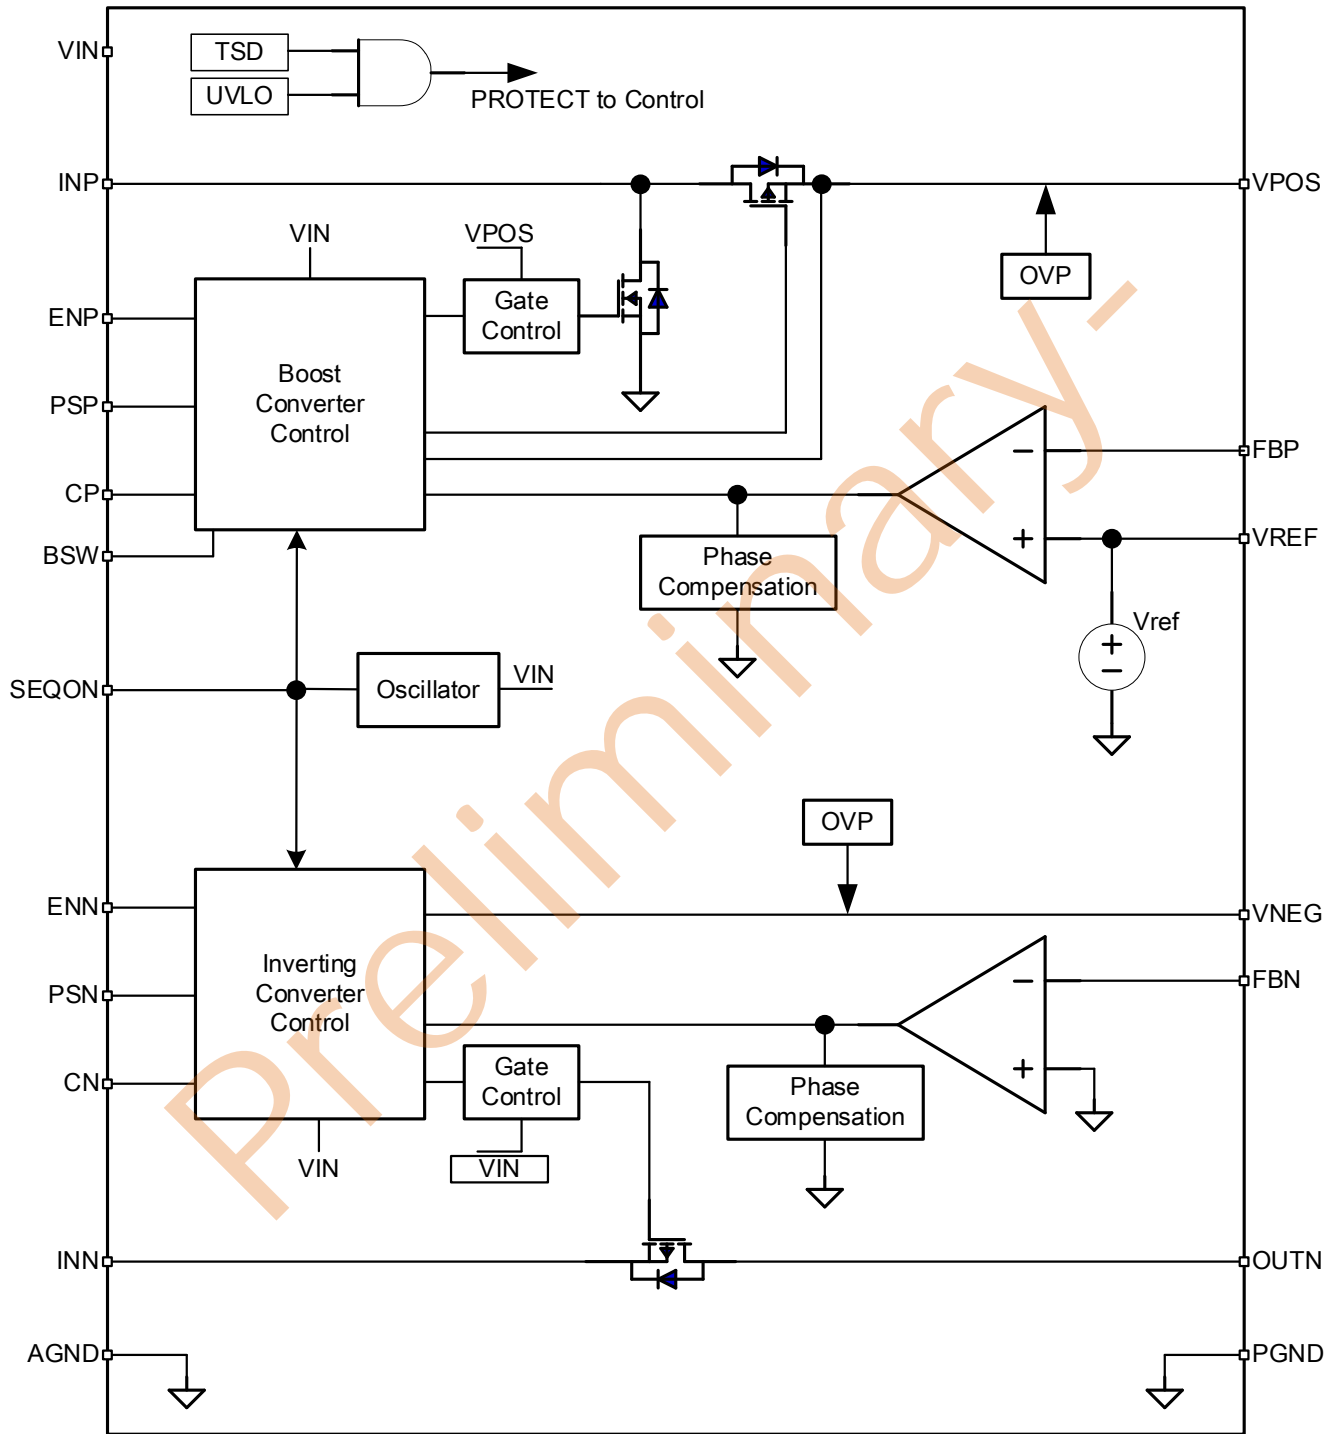 VIN
TSD
UVLO
PROTECT to Control
INP
VPOS
VIN
VPOS
OVP
Gate
Control
ENP
Boost
Converter
Control
PSP
FBP
CP
BSW
Phase
Compensation
VREF
Vref
SEQON
Oscillator
VIN
OVP
ENN
VNEG
Inverting
Converter
Control
PSN
FBN
CN
Gate
Control
Phase
Compensation
VIN
VIN
INN
OUTN
AGND
PGND
Preliminary-
+
−
+
−
+
−